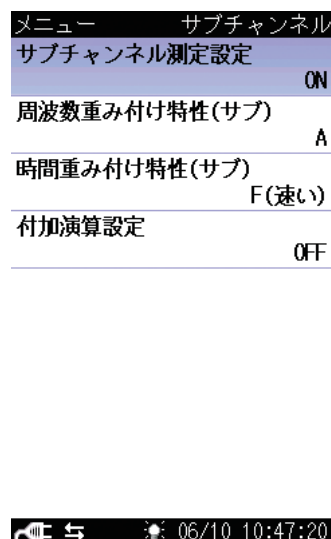 メニュー サブチャンネル
サブチャンネル測定設定
ON
周波数重み付け特性(サブ)
A
時間重み付け特性(サブ)
F(速い)
付加演算設定
OFF
06/10 10:47:20